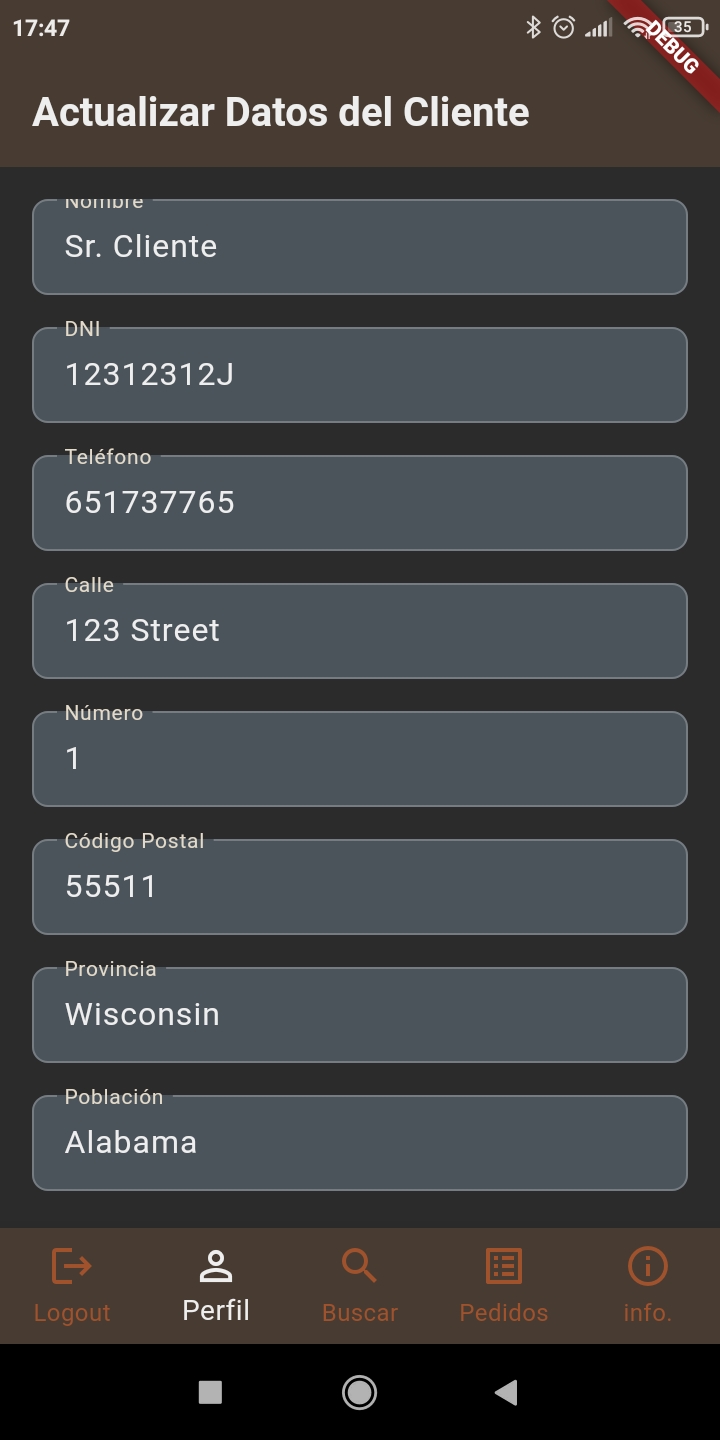 17:47
35
DEBUG
Actualizar Datos del Cliente
Nombre
Sr. Cliente
DNI
12312312J
Teléfono
651737765
Calle
123 Street
Número
1
Código Postal
55511
Provincia
Wisconsin
Población
Alabama
Logout Perfil Buscar Pedidos info.